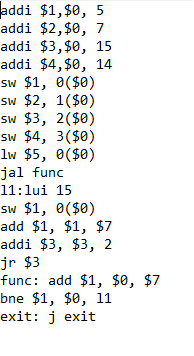 addi $1,$0, 5
addi $2,$0, 7
addi $3,$0, 15
addi $4,$0, 14
sw $1, 0($0)
sw $2, 1($0)
sw $3, 2($0)
sw $4, 3($0)
lw $5, 0($0)
jal func
l1:lui 15
sw $1, 0($0)
add $1, $1, $7
addi $3, $3, 2
jr $3
func: add $1, $0, $7
bne $1, $0, l1
exit: j exit